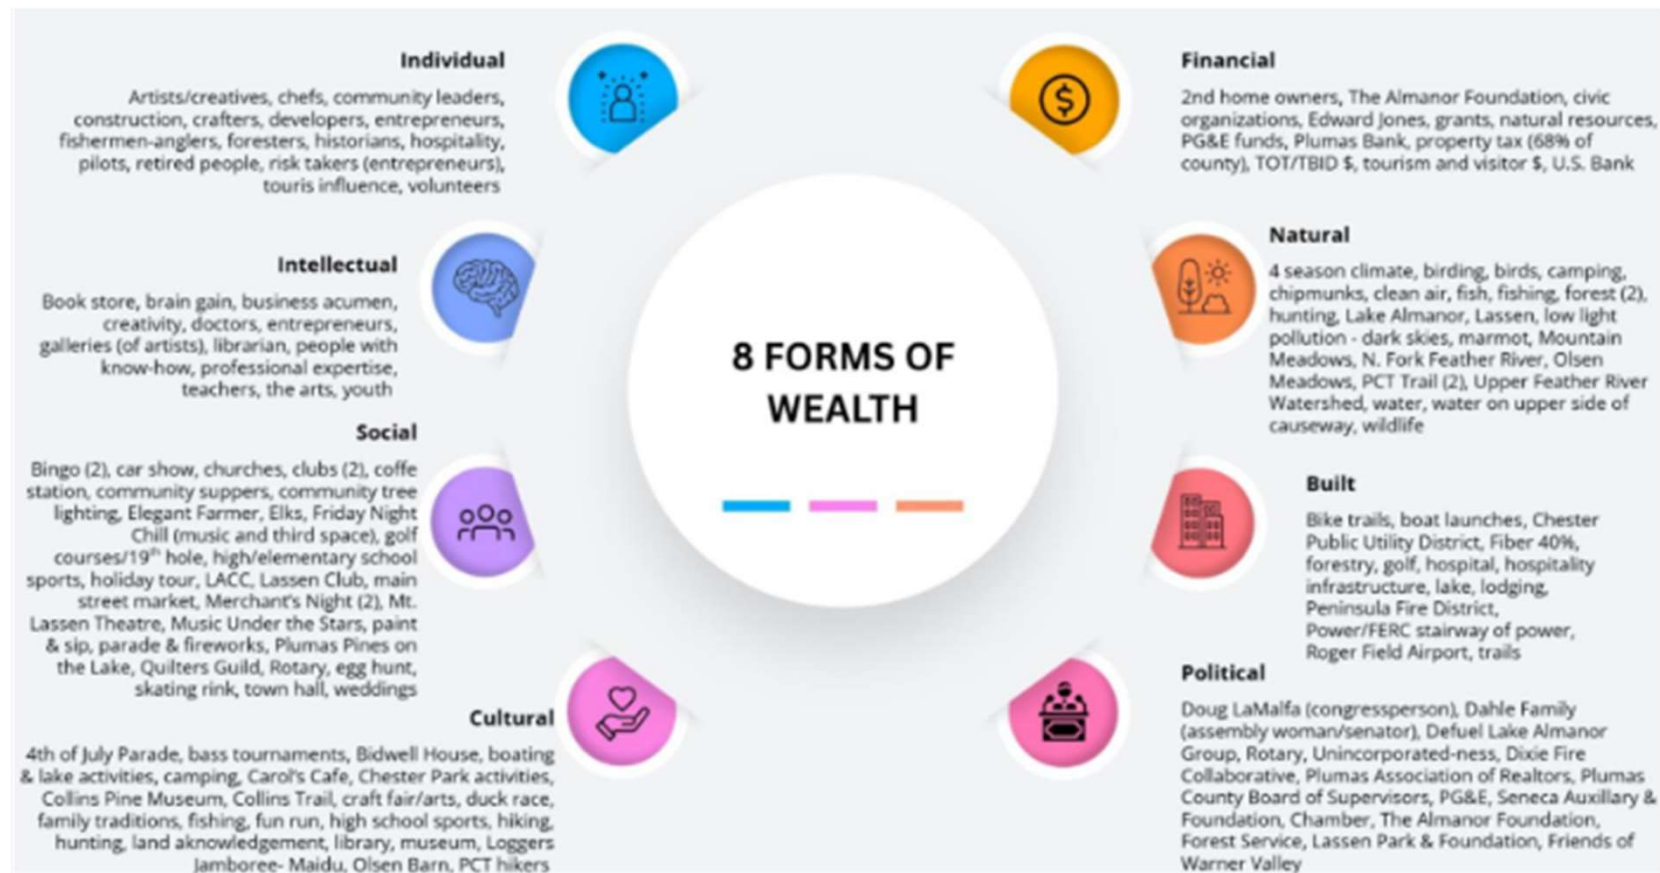 8 FORMS OF
WEALTH
Individual
Artists/creatives, chefs, community leaders,
construction, crafters, developers, entrepreneurs,
fishermen-anglers, foresters, historians, hospitality,
pilots, retired people, risk takers (entrepreneurs),
touris influence, volunteers
Intellectual
Book store, brain gain, business acumen,
creativity, doctors, entrepreneurs,
galleries (of artists), librarian, people with
know-how, professional expertise,
teachers, the arts, youth
Social
Bingo (2), car show, churches, clubs (2), coffe
station, community suppers, community tree
lighting, Elegant Farmer, Elks, Friday Night
Chill (music and third space), golf
courses/19th hole, high/elementary school
sports, holiday tour, LACC, Lassen Club, main
street market, Merchant's Night (2), Mt.
Lassen Theatre, Music Under the Stars, paint
& sip, parade & fireworks, Plumas Pines on
the Lake, Quilters Guild, Rotary, egg hunt,
skating rink, town hall, weddings
Cultural
4th of July Parade, bass tournaments, Bidwell House, boating
& lake activities, camping, Carol's Cafe, Chester Park activities,
Collins Pine Museum, Collins Trail, craft fair/arts, duck race,
family traditions, fishing, fun run, high school sports, hiking,
hunting, land aknowledgement, library, museum, Loggers
Jamboree- Maidu, Olsen Barn, PCT hikers
Financial
2nd home owners, The Almanor Foundation, civic
organizations, Edward Jones, grants, natural resources,
PG&E funds, Plumas Bank, property tax (68% of
county), TOT/TBID $, tourism and visitor $, U.S. Bank
Natural
4 season climate, birding, birds, camping,
chipmunks, clean air, fish, fishing, forest (2),
hunting, Lake Almanor, Lassen, low light
pollution - dark skies, marmot, Mountain
Meadows, N. Fork Feather River, Olsen
Meadows, PCT Trail (2), Upper Feather River
Watershed, water, water on upper side of
causeway, wildlife
Built
Bike trails, boat launches, Chester
Public Utility District, Fiber 40%,
forestry, golf, hospital, hospitality
infrastructure, lake, lodging,
Peninsula Fire District,
Power/FERC stairway of power,
Roger Field Airport, trails
Political
Doug LaMalfa (congressperson), Dahle Family
(assembly woman/senator), Defuel Lake Almanor
Group, Rotary, Unincorporated-ness, Dixie Fire
Collaborative, Plumas Association of Realtors, Plumas
County Board of Supervisors, PG&E, Seneca Auxillary &
Foundation, Chamber, The Almanor Foundation,
Forest Service, Lassen Park & Foundation, Friends of
Warner Valley